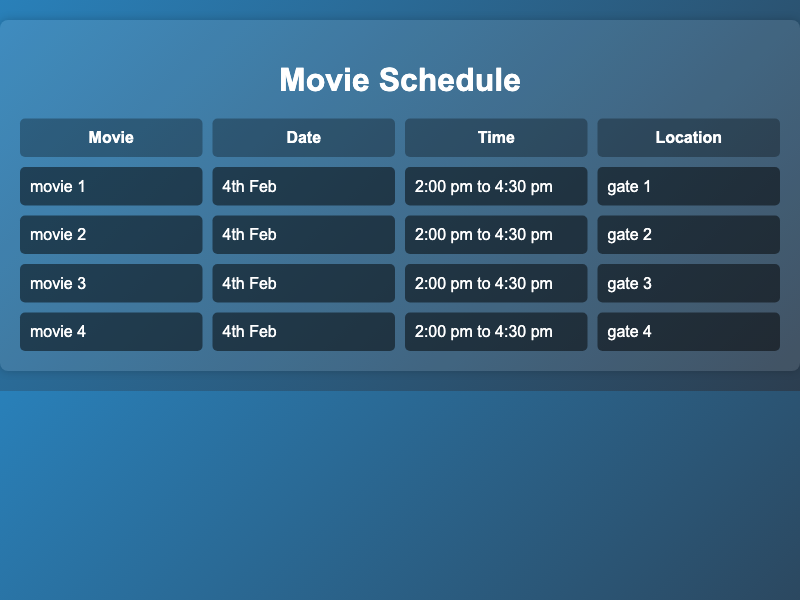 Movie Schedule
Movie Date Time Location
movie 1 4th Feb 2:00 pm to 4:30 pm gate 1
movie 2 4th Feb 2:00 pm to 4:30 pm gate 2
movie 3 4th Feb 2:00 pm to 4:30 pm gate 3
movie 4 4th Feb 2:00 pm to 4:30 pm gate 4